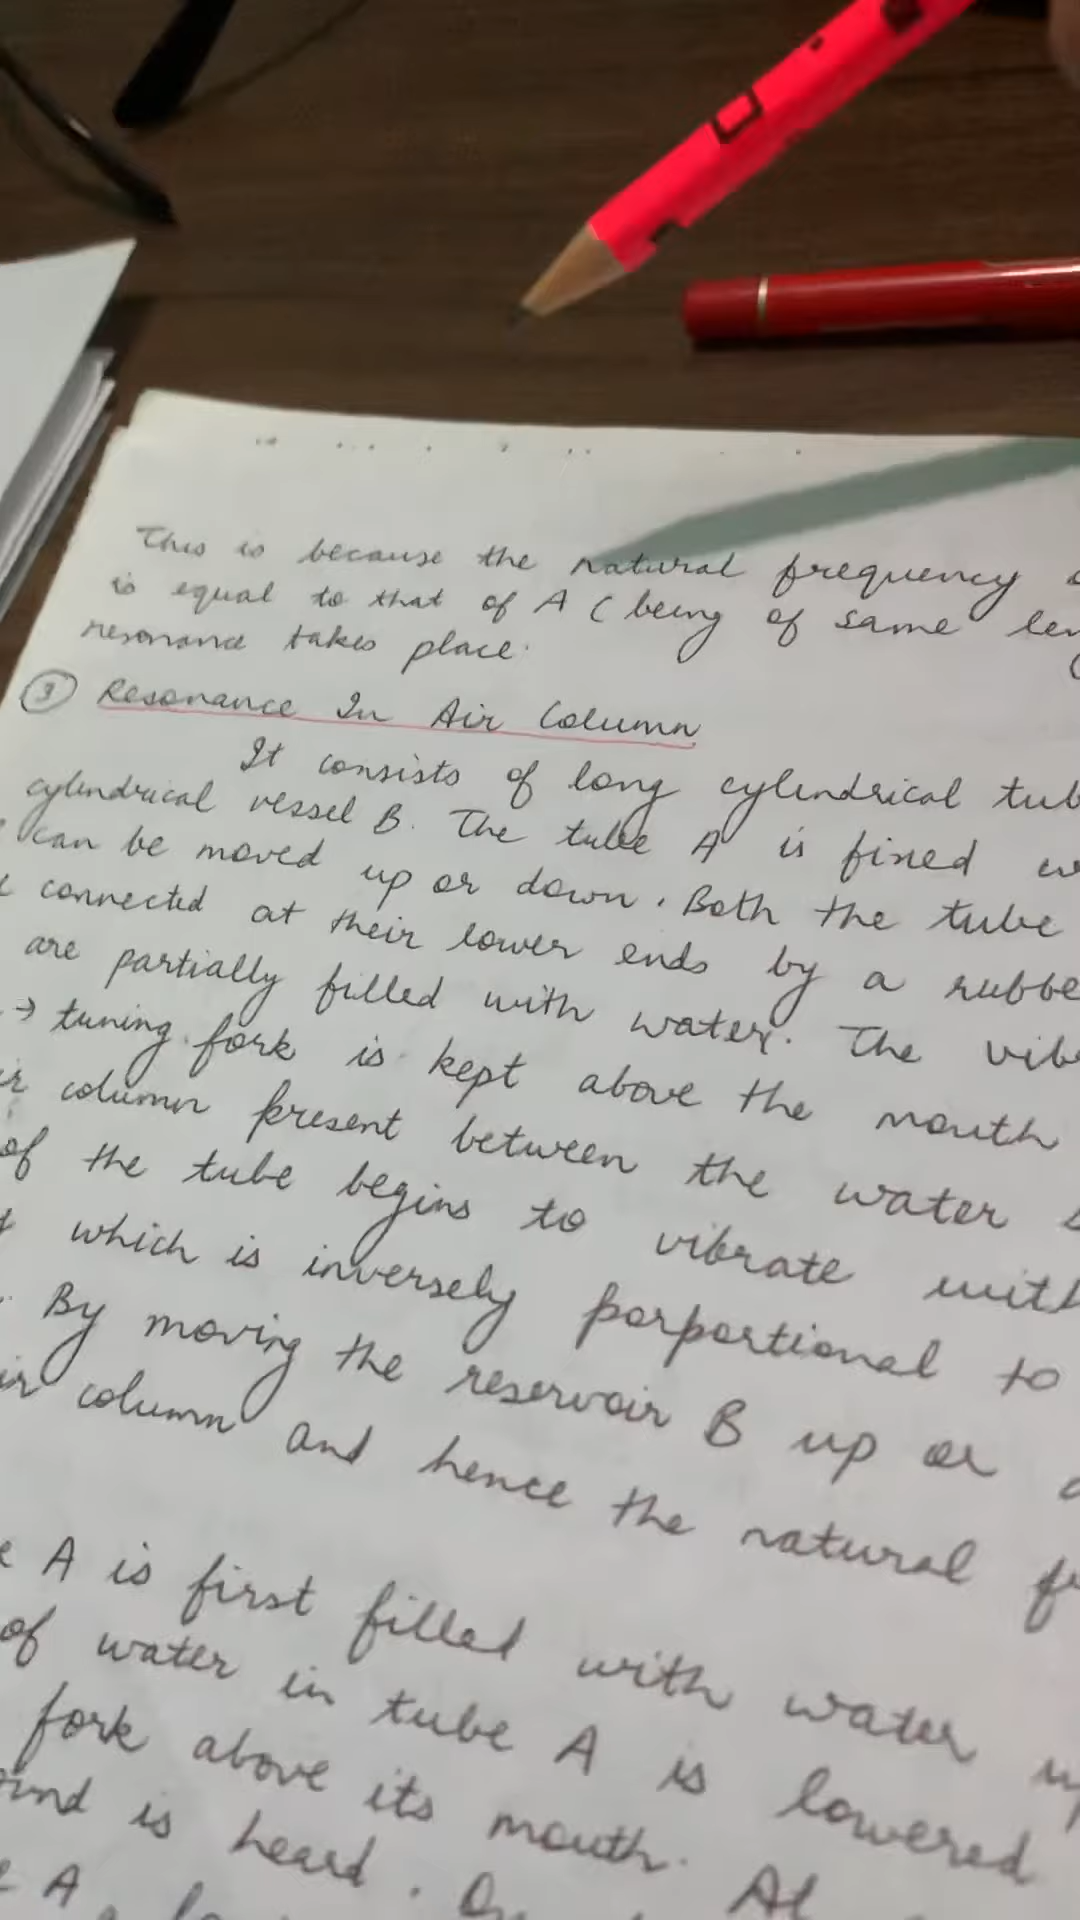 This is because the natural frequency
is equal to that of A (being of same len
resonance takes place.
3 Resonance In Air Column
It consists of long cylindrical tub
cylindrical vessel B. The tube A is fixed w
can be moved up or down. Both the tube
connected at their lower ends by a rubbe
are partially filled with water. The vib
→ tuning fork is kept above the mouth
column present between the water s
of the tube begins to vibrate with
which is inversely porportional to
By moving the reservoir B up or
column and hence the natural fr
A is first filled with water up
of water in tube A is lowered
fork above its mouth. At
is heard. On
A